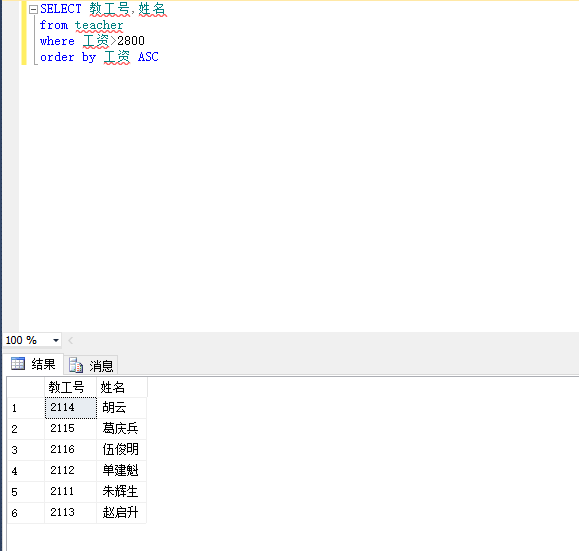 SELECT 教工号,姓名
from teacher
where 工资>2800
order by 工资 ASC
100 %
结果 消息
教工号 姓名
1 2114 胡云
2 2115 葛庆兵
3 2116 伍俊明
4 2112 单建魁
5 2111 朱辉生
6 2113 赵启升